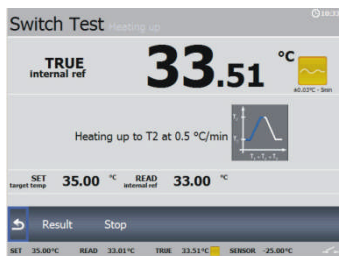 Switch Test Heating up
TRUE
internal ref
33.51 °C
±0.02°C - 5min
Heating up to T2 at 0.5 °C/min
SET
target temp
35.00 °C
READ
internal ref
33.00 °C
Result Stop
SET 35.00°C READ 33.01°C TRUE 33.51°C SENSOR -25.00°C